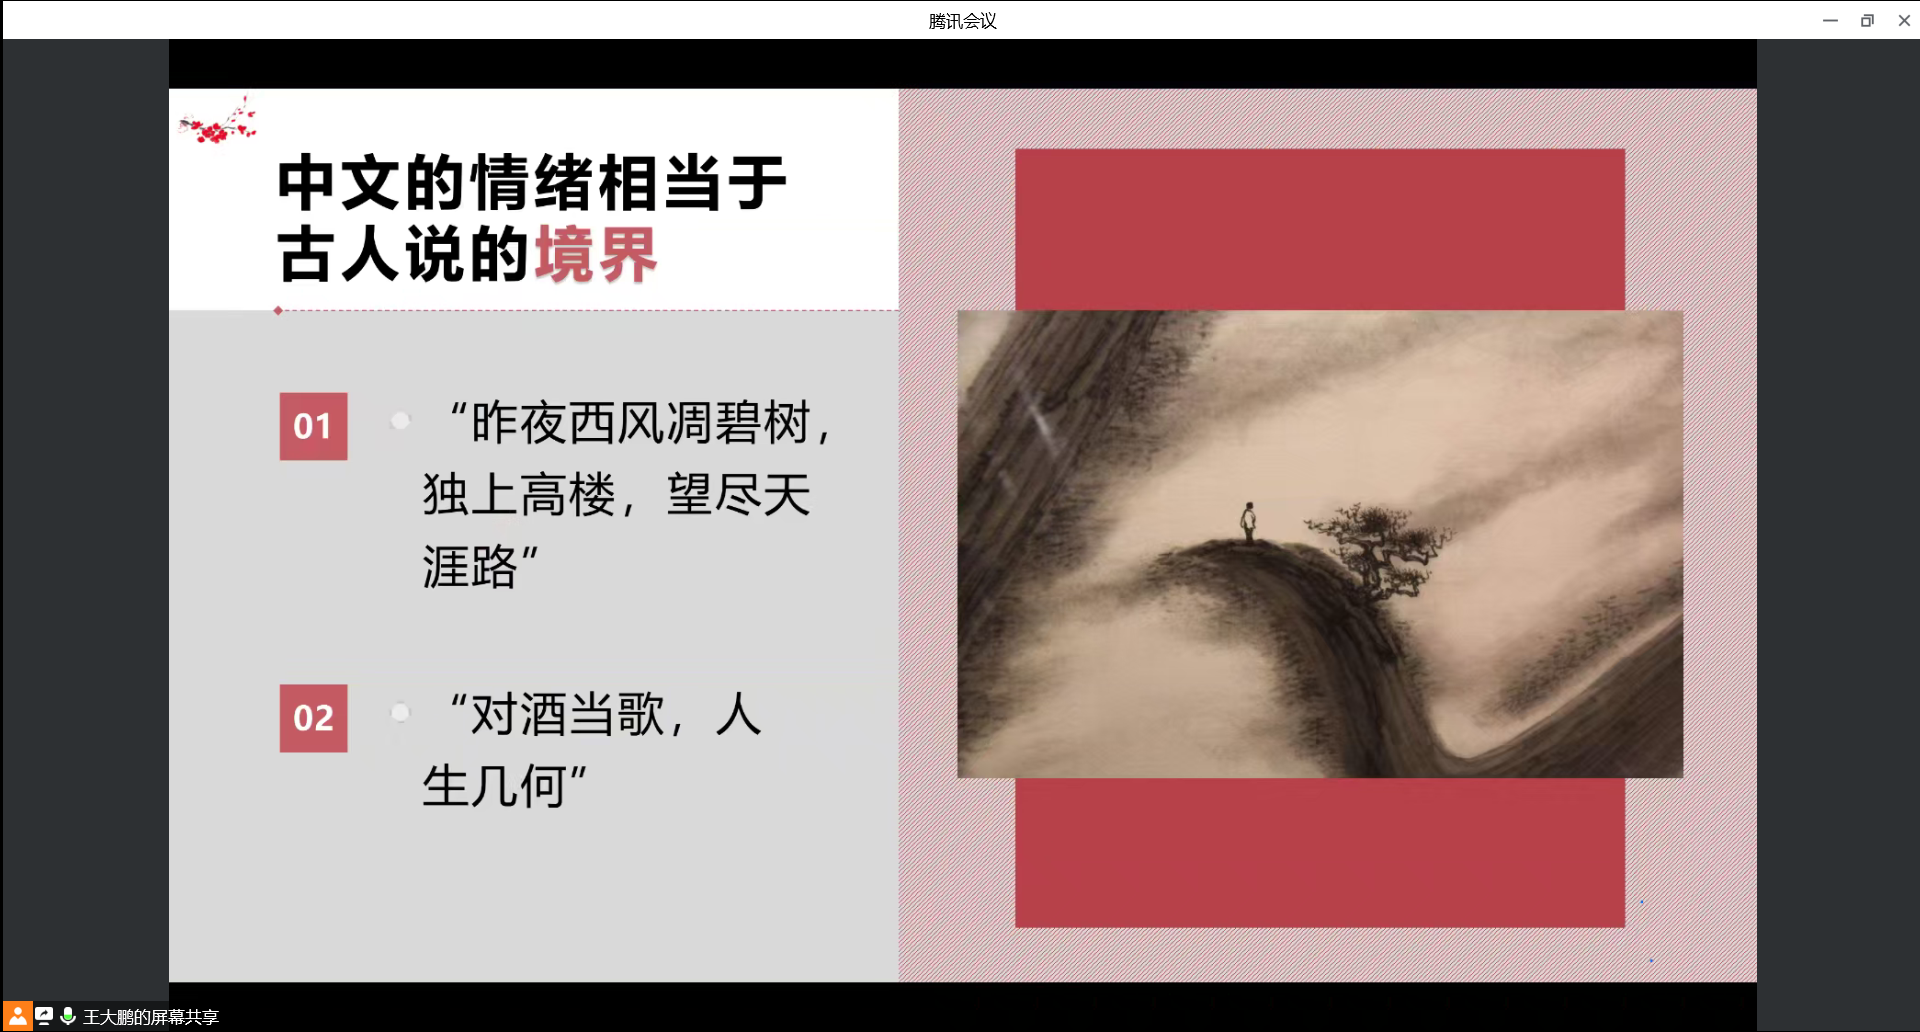 腾讯会议
中文的情绪相当于
古人说的境界
01
“昨夜西风凋碧树，
独上高楼，望尽天
涯路”
02
“对酒当歌，人
生几何”
王大鹏的屏幕共享